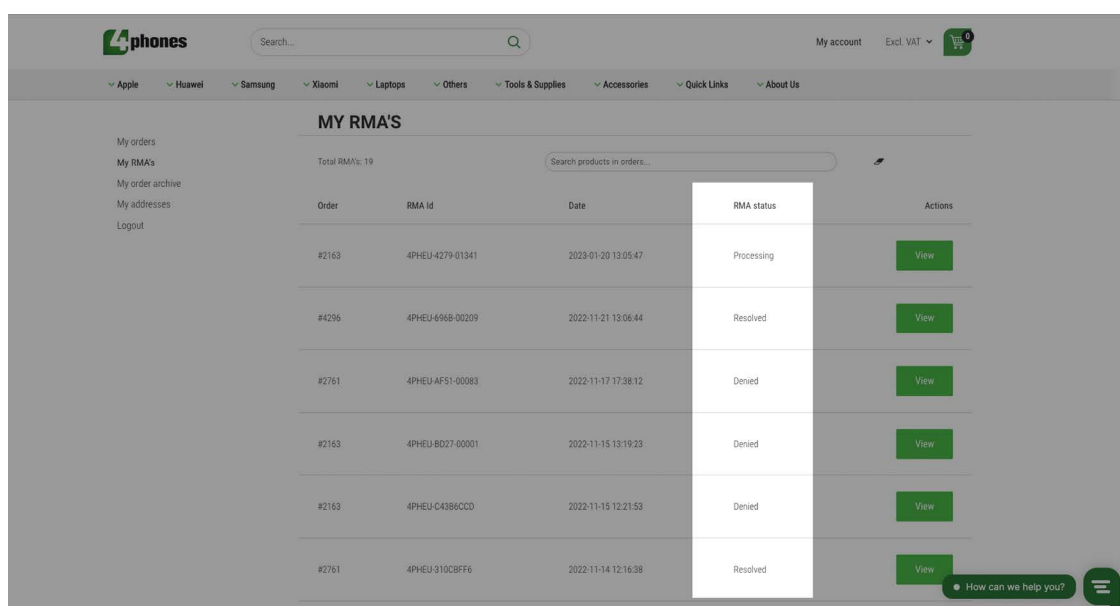 4phones
Search...
My account
Excl. VAT
0
Apple
Huawei
Samsung
Xiaomi
Laptops
Others
Tools & Supplies
Accessories
Quick Links
About Us
MY RMA'S
My orders
My RMA's
My order archive
My addresses
Logout
Total RMA's: 19
Search products in orders...
Order RMA Id Date RMA status Actions
#2163 4PHEU-4279-01341 2023-01-20 13:05:47 Processing View
#4296 4PHEU-696B-00209 2022-11-21 13:06:44 Resolved View
#2761 4PHEU-AF51-00083 2022-11-17 17:38:12 Denied View
#2163 4PHEU-BD27-00001 2022-11-15 13:19:23 Denied View
#2163 4PHEU-C43B6CCD 2022-11-15 12:21:53 Denied View
#2761 4PHEU-310CBFF6 2022-11-14 12:16:38 Resolved View
How can we help you?